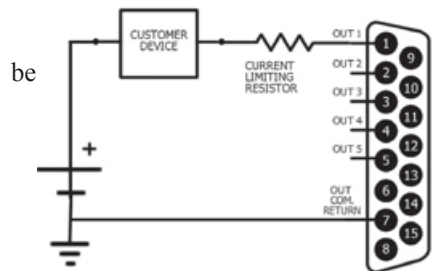 CUSTOMER
DEVICE
be
+
CURRENT
LIMITING
RESISTOR
OUT 1
OUT 2
OUT 3
OUT 4
OUT 5
OUT
COM.
RETURN
1
9
2
10
3
11
4
12
5
13
6
14
7
15
8